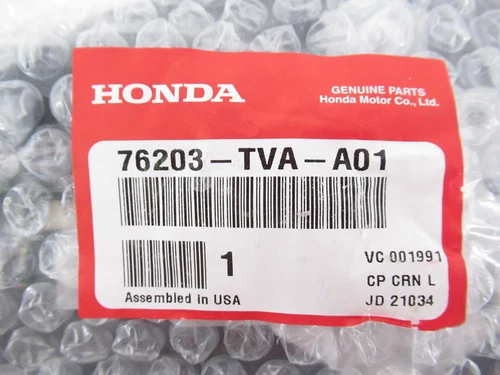 HONDA
GENUINE PARTS
Honda Motor Co., Ltd.
76203-TVA-A01
1
VC 001991
CP CRN L
Assembled in USA
JD 21034